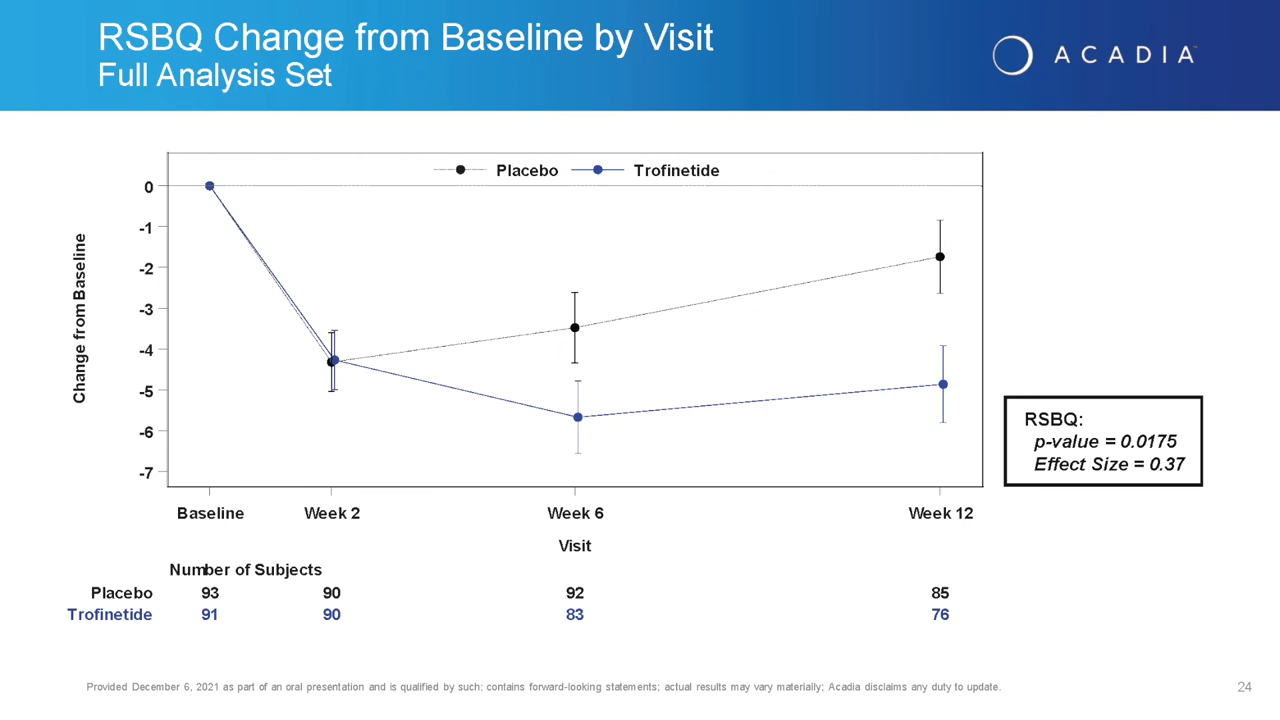 RSBQ Change from Baseline by Visit
Full Analysis Set
ACADIA™
Placebo
Trofinetide
0
-1
-2
-3
-4
-5
-6
-7
Change from Baseline
RSBQ:
p-value = 0.0175
Effect Size = 0.37
Baseline Week 2 Week 6 Week 12
Visit
Number of Subjects
Placebo 93 90 92 85
Trofinetide 91 90 83 76
Provided December 6, 2021 as part of an oral presentation and is qualified by such; contains forward-looking statements; actual results may vary materially; Acadia disclaims any duty to update.
24